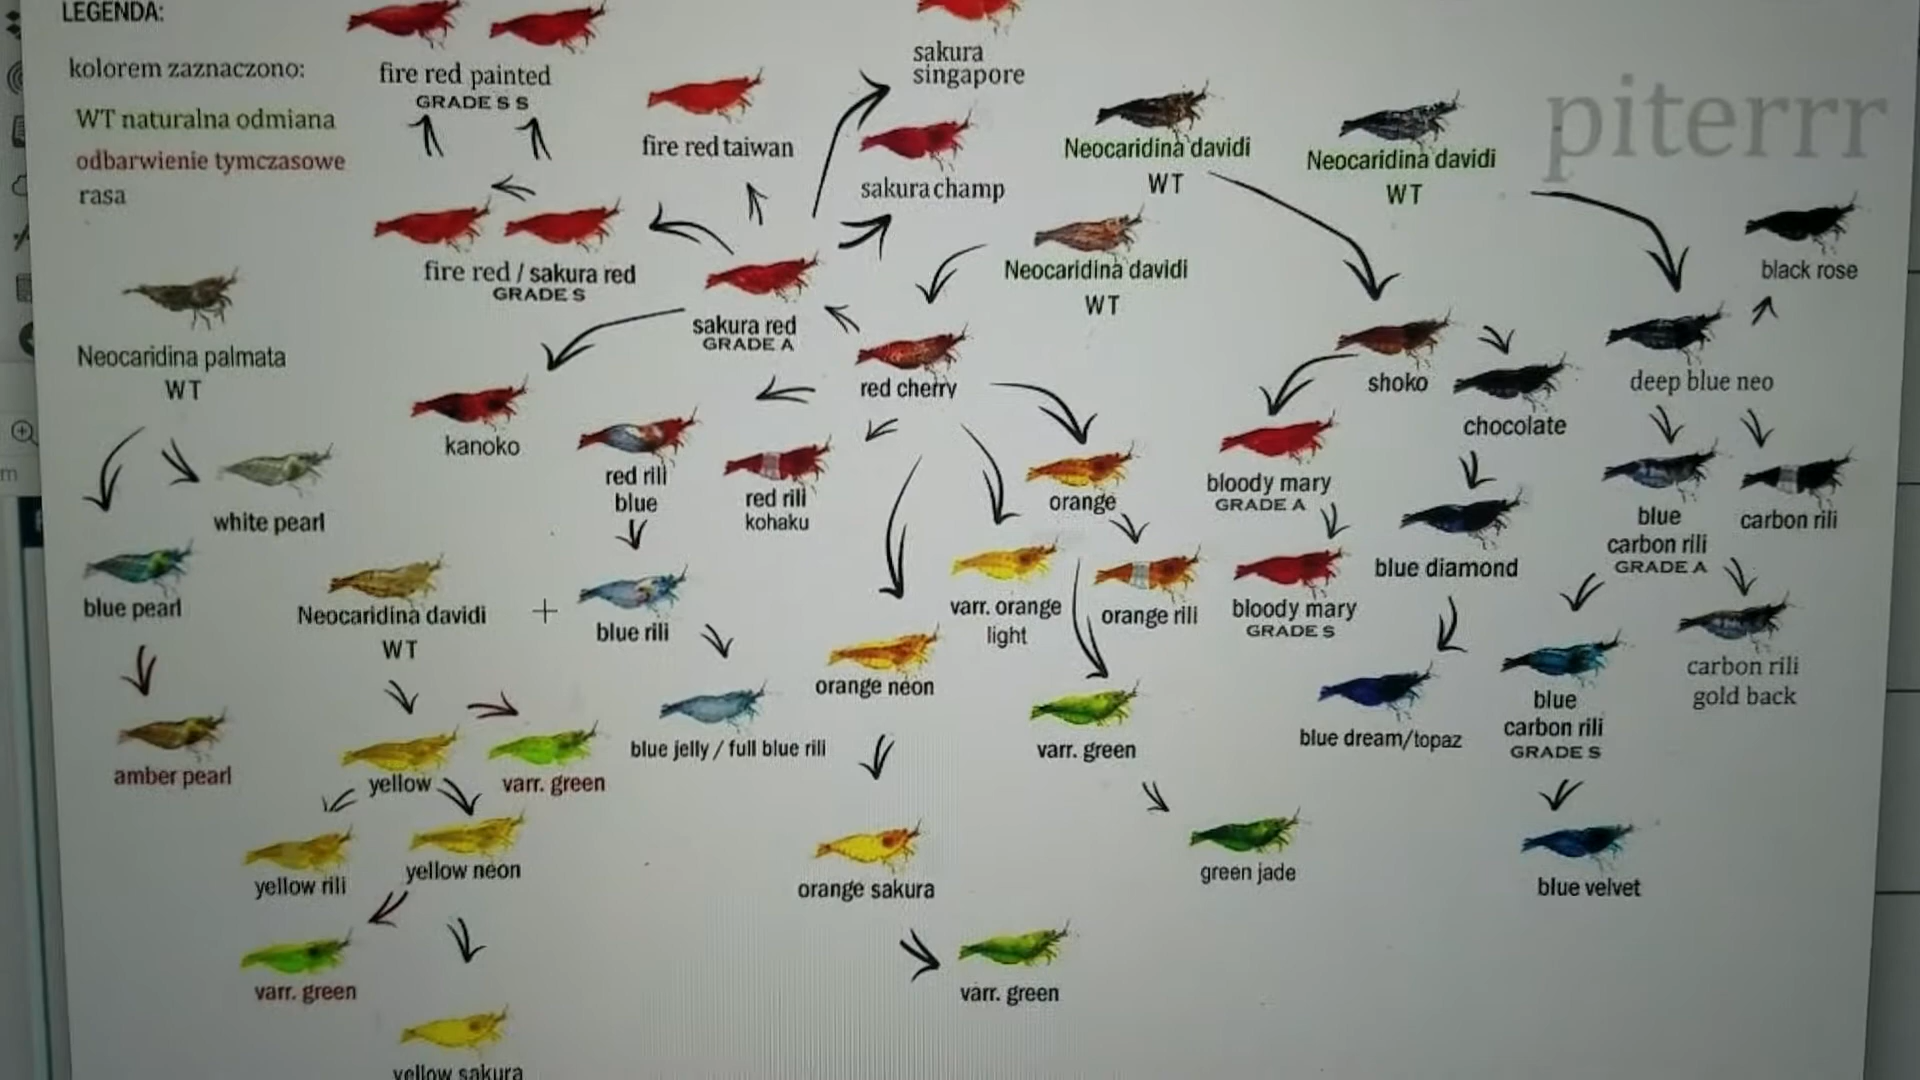 LEGENDA:
kolorem zaznaczono:
WT naturalna odmiana
odbarwienie tymczasowe
rasa
fire red painted
GRADE S S
fire red taiwan
sakura
singapore
sakura champ
Neocaridina davidi
WT
Neocaridina davidi
WT
piterrr
black rose
fire red / sakura red
GRADE S
Neocaridina davidi
WT
sakura red
GRADE A
Neocaridina palmata
WT
red cherry
shoko
deep blue neo
kanoko
chocolate
red rili
blue
red rili
kohaku
orange
bloody mary
GRADE A
white pearl
blue
carbon rili
GRADE A
carbon rili
blue diamond
blue pearl
Neocaridina davidi
WT
+
blue rili
varr. orange
light
orange rili
bloody mary
GRADE S
orange neon
carbon rili
gold back
blue
carbon rili
GRADE S
blue dream/topaz
blue jelly / full blue rili
varr. green
amber pearl
yellow
varr. green
yellow rili
yellow neon
orange sakura
green jade
blue velvet
varr. green
varr. green
yellow sakura
m